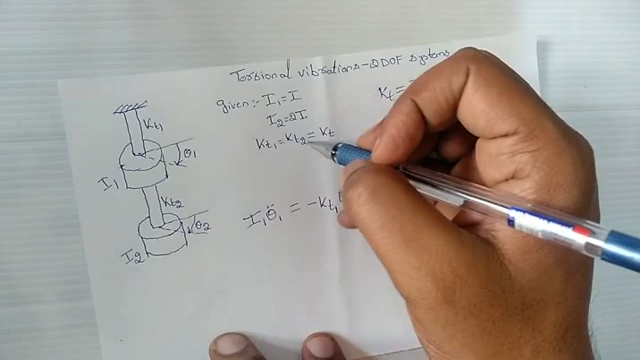 Torsional vibrations-2DOF systems
given:- I₁=I
I₂=2I
Kt₁=Kt₂=Kt
Kt=
I₁θ̈₁ = -Kt₁
Kt₁
θ₁
I₁
Kt₂
θ₂
I₂